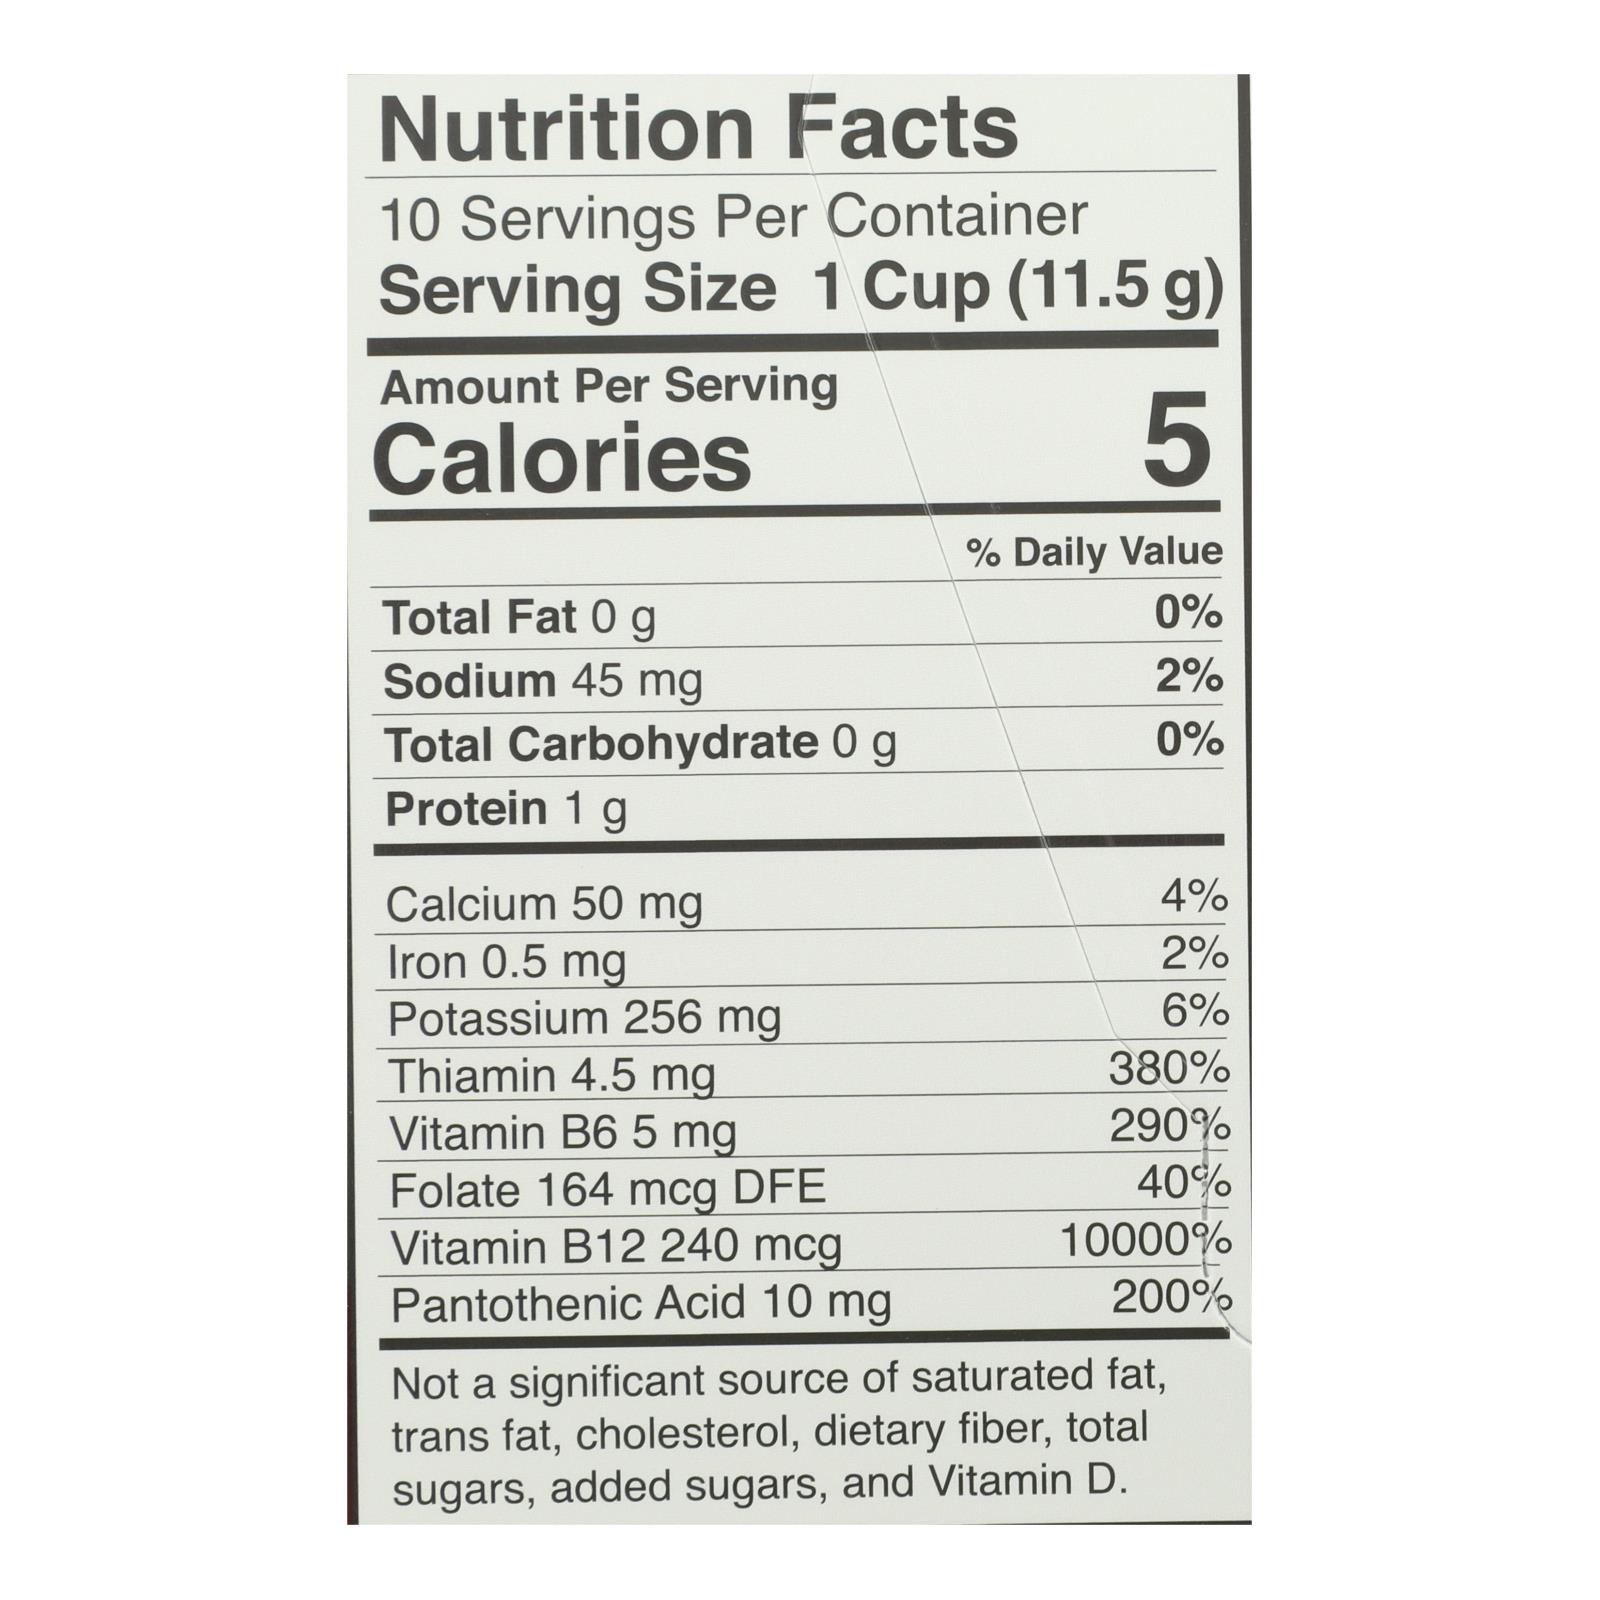 Nutrition Facts
10 Servings Per Container
Serving Size 1 Cup (11.5 g)
Amount Per Serving
Calories 5
% Daily Value
Total Fat 0 g 0%
Sodium 45 mg 2%
Total Carbohydrate 0 g 0%
Protein 1 g
Calcium 50 mg 4%
Iron 0.5 mg 2%
Potassium 256 mg 6%
Thiamin 4.5 mg 380%
Vitamin B6 5 mg 290%
Folate 164 mcg DFE 40%
Vitamin B12 240 mcg 10000%
Pantothenic Acid 10 mg 200%
Not a significant source of saturated fat,
trans fat, cholesterol, dietary fiber, total
sugars, added sugars, and Vitamin D.